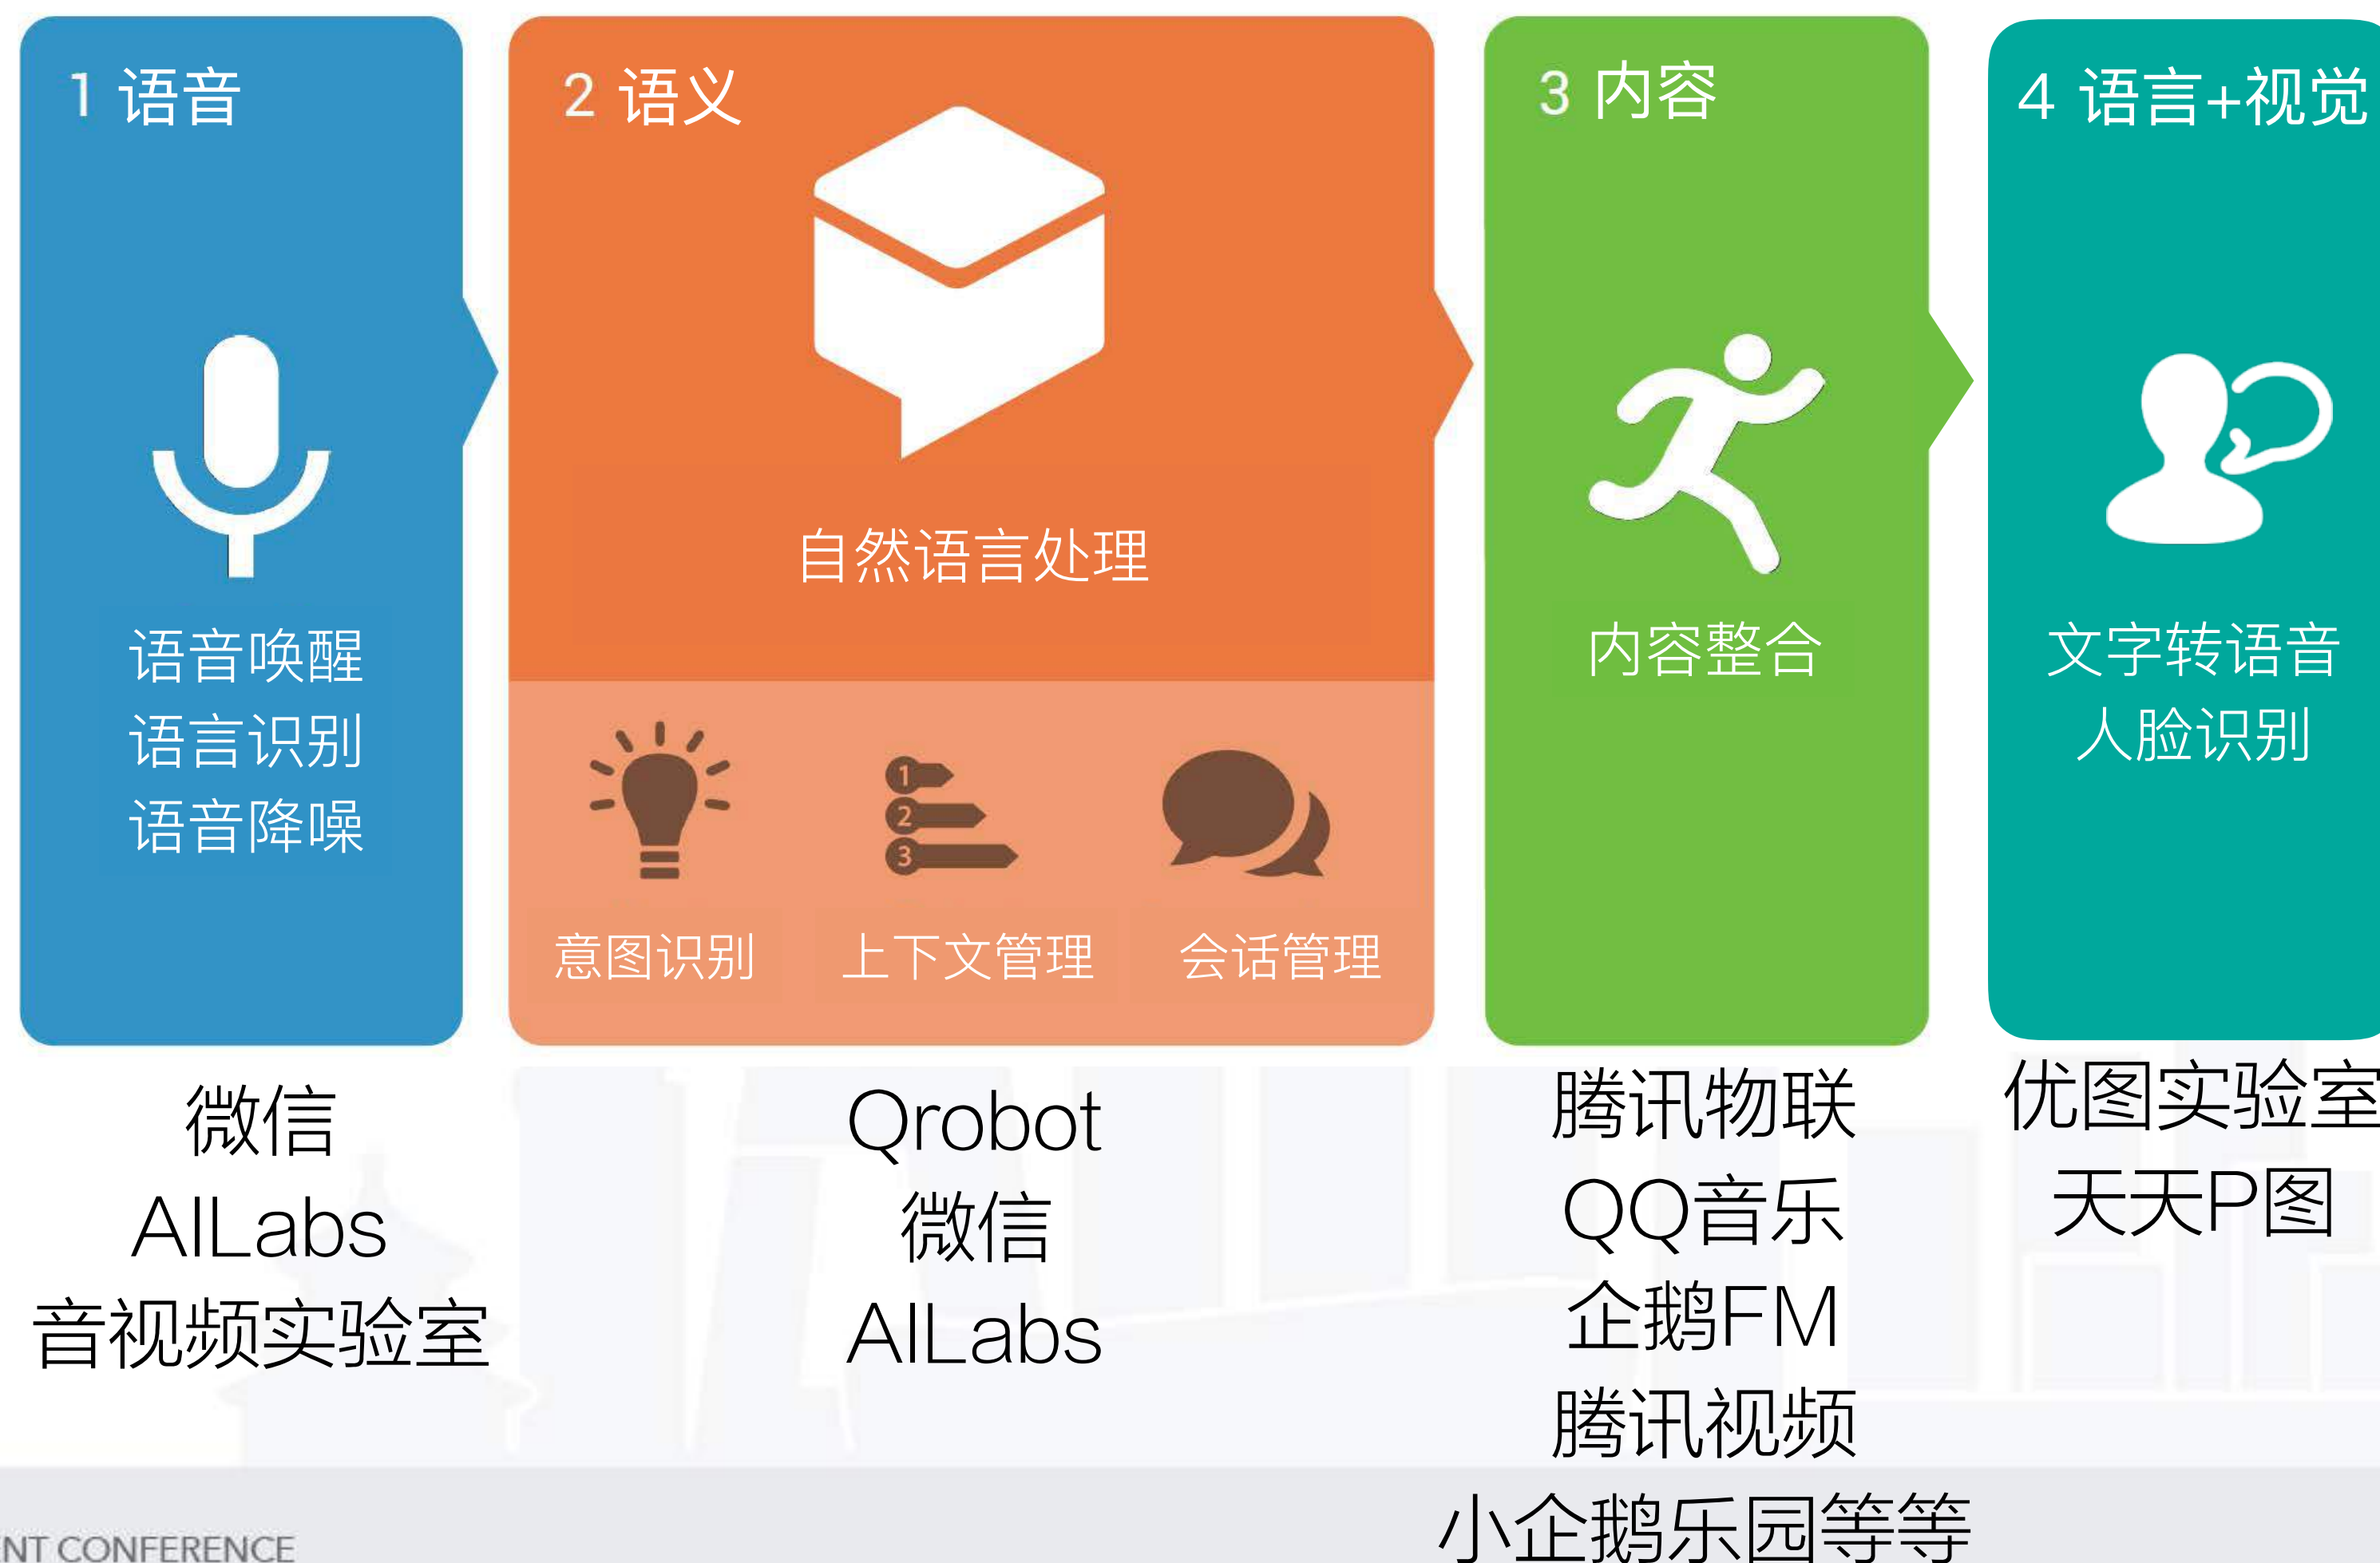 1 语音
语音唤醒
语言识别
语音降噪
2 语义
自然语言处理
1
2
3
意图识别 上下文管理 会话管理
3 内容
内容整合
4 语言+视觉
文字转语音
人脸识别
微信
AILabs
音视频实验室
Qrobot
微信
AILabs
腾讯物联
QQ音乐
企鹅FM
腾讯视频
小企鹅乐园等等
优图实验室
天天P图
NT CONFERENCE